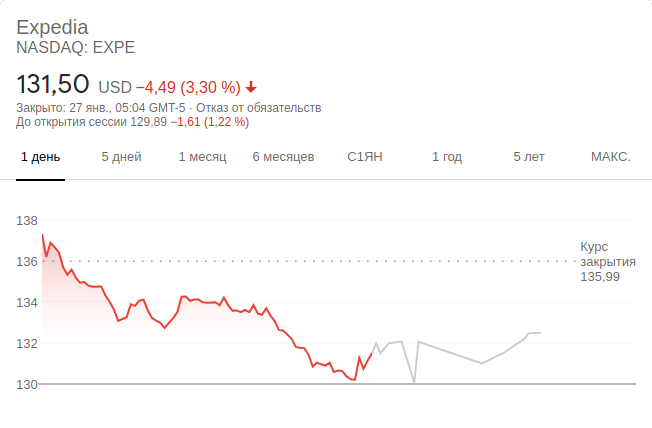 Expedia
NASDAQ: EXPE
131,50 USD −4,49 (3,30 %)
Закрыто: 27 янв., 05:04 GMT-5 · Отказ от обязательств
До открытия сессии 129,89 −1,61 (1,22 %)
1 день 5 дней 1 месяц 6 месяцев С1ЯН 1 год 5 лет МАКС.
138
Курс
136 закрытия
135,99
134
132
130